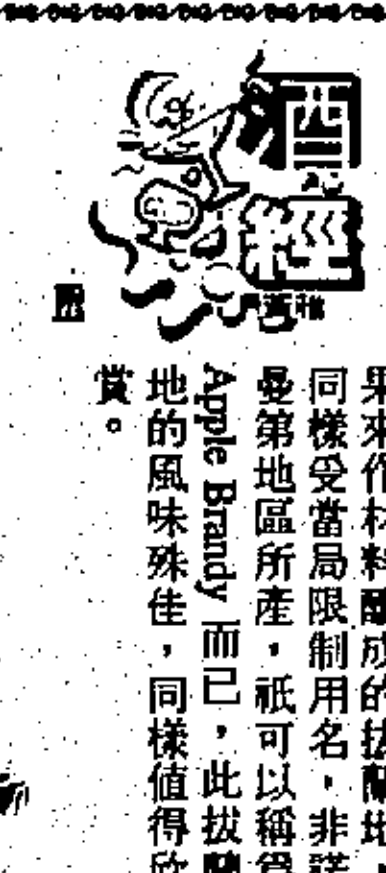 酒經
果來作材料釀成的拔蘭地，
同樣受當局限制用名，非諾
曼第地區所產，祇可以稱為
Apple Brandy 而已，此拔蘭
地的風味殊佳，同樣值得欣
賞。